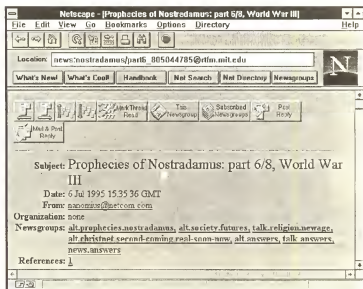 Netscape - [Prophecies of Nostradamus: part 6/8, World War III]
File Edit View Go Bookmarks Options Directory Help
Location: news:nostradamus/part6_805044785@rtfm.mit.edu
What's New! What's Cool! Handbook Net Search Net Directory Newsgroups
N
Mark Thread Read
This Newsgroup
Subscribed Newsgroups
Post Reply
Mail & Post Reply
Subject: Prophecies of Nostradamus: part 6/8, World War III
Date: 6 Jul 1995 15:35:36 GMT
From: nanomius@netcom.com
Organization: none
Newsgroups: alt.prophecies.nostradamus, alt.society.futures, talk.religion.newage,
alt.christnet.second-coming.real-soon-now, alt.answers, talk.answers,
news.answers
References: 1